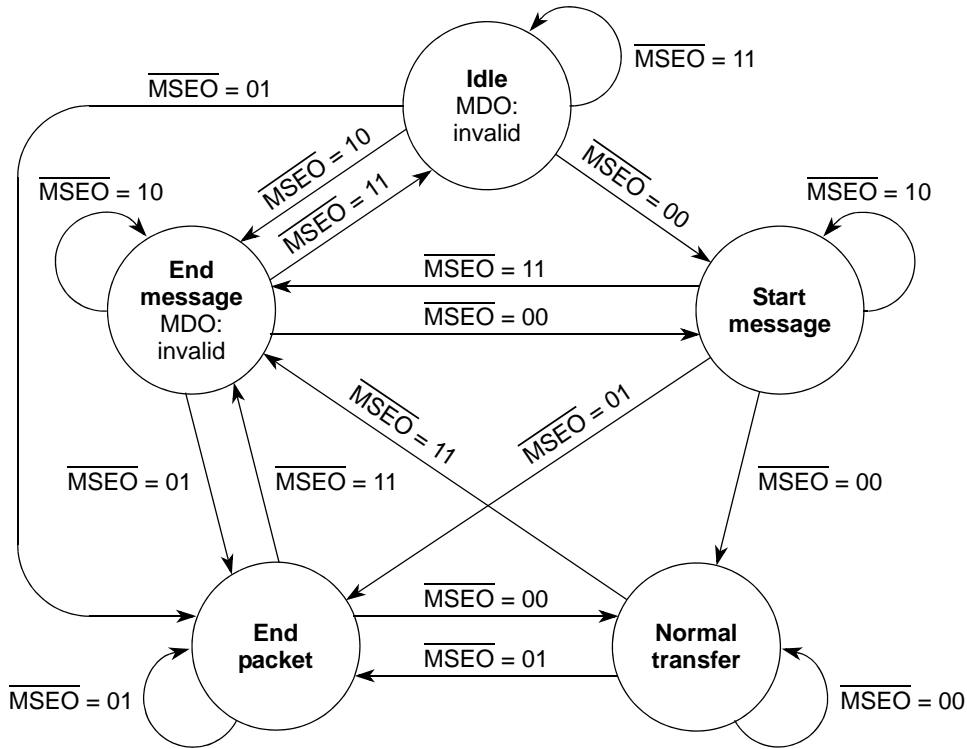 MSEO = 11
Idle
MDO:
invalid
MSEO = 01
MSEO = 10
MSEO = 11
MSEO = 00
MSEO = 10
MSEO = 10
End
message
MDO:
invalid
MSEO = 11
MSEO = 00
Start
message
MSEO = 11
MSEO = 01
MSEO = 01
MSEO = 11
MSEO = 00
End
packet
MSEO = 00
MSEO = 01
Normal
transfer
MSEO = 01
MSEO = 00